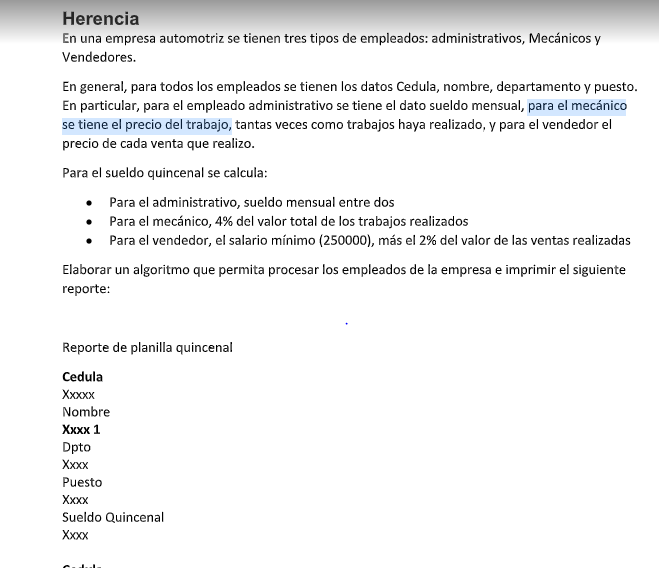 Herencia
En una empresa automotriz se tienen tres tipos de empleados: administrativos, Mecánicos y
Vendedores.
En general, para todos los empleados se tienen los datos Cedula, nombre, departamento y puesto.
En particular, para el empleado administrativo se tiene el dato sueldo mensual, para el mecánico
se tiene el precio del trabajo, tantas veces como trabajos haya realizado, y para el vendedor el
precio de cada venta que realizo.
Para el sueldo quincenal se calcula:
• Para el administrativo, sueldo mensual entre dos
• Para el mecánico, 4% del valor total de los trabajos realizados
• Para el vendedor, el salario mínimo (250000), más el 2% del valor de las ventas realizadas
Elaborar un algoritmo que permita procesar los empleados de la empresa e imprimir el siguiente
reporte:
Reporte de planilla quincenal
Cedula
Xxxxx
Nombre
Xxxx 1
Dpto
Xxxx
Puesto
Xxxx
Sueldo Quincenal
Xxxx